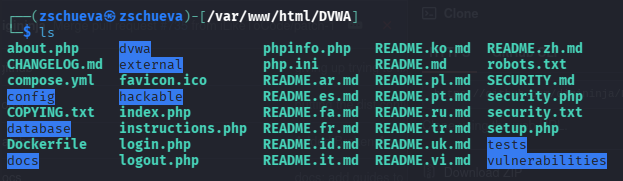 (zschueva㉿zschueva)-[/var/www/html/DVWA]
$ ls
about.php dvwa phpinfo.php README.ko.md README.zh.md
CHANGELOG.md external php.ini README.md robots.txt
compose.yml favicon.ico README.ar.md README.pl.md SECURITY.md
config hackable README.es.md README.pt.md security.php
COPYING.txt index.php README.fa.md README.ru.md security.txt
database instructions.php README.fr.md README.tr.md setup.php
Dockerfile login.php README.id.md README.uk.md tests
docs logout.php README.it.md README.vi.md vulnerabilities
Clone
Download ZIP